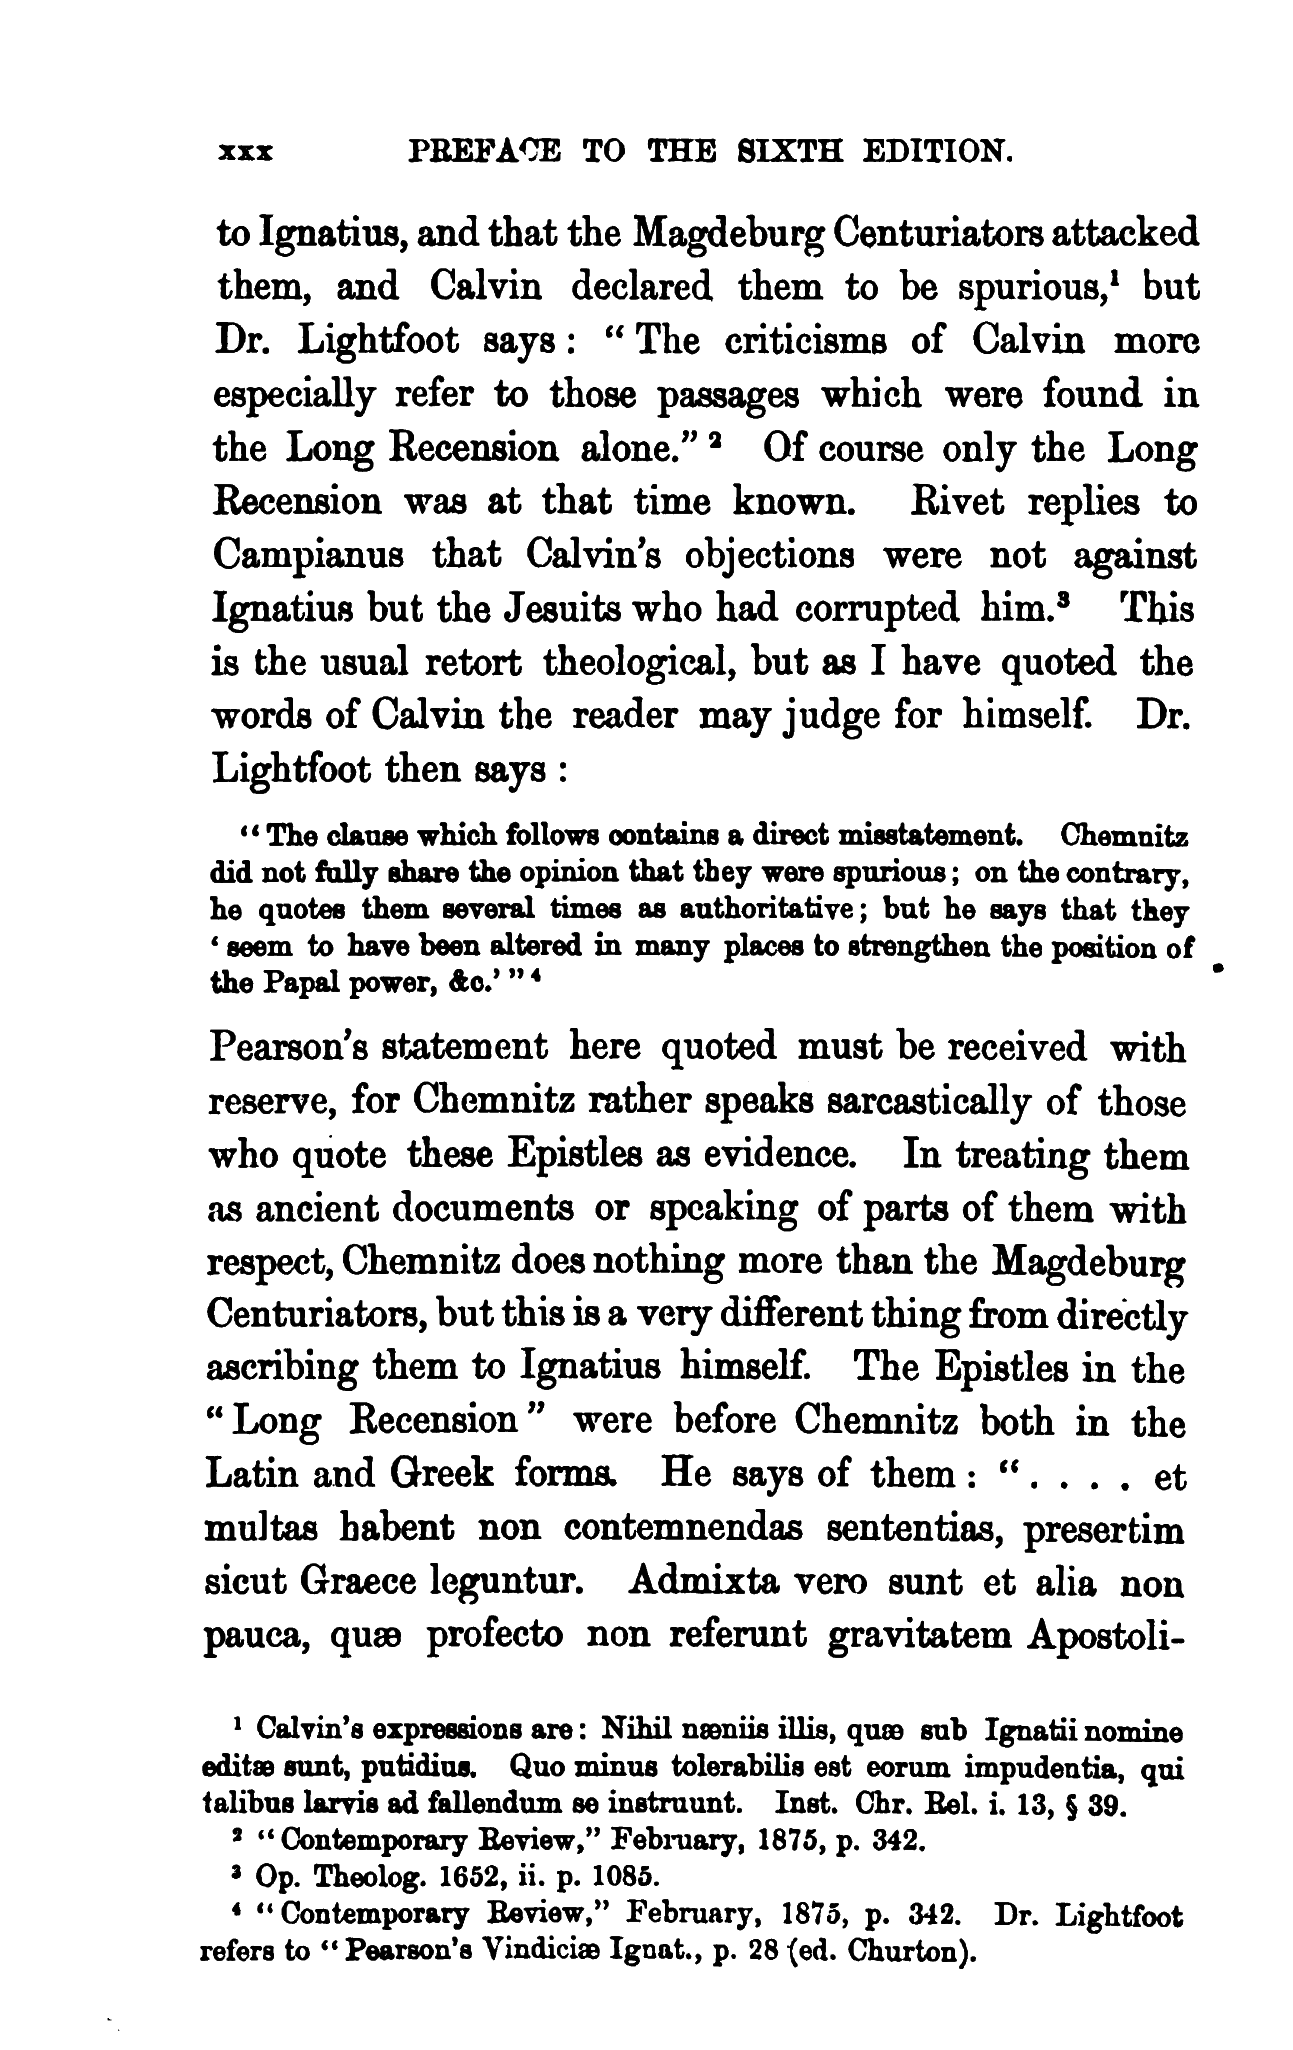 xxx PREFACE TO THE SIXTH EDITION.
to Ignatius, and that the Magdeburg Centuriators attacked
them, and Calvin declared them to be spurious,¹ but
Dr. Lightfoot says : “ The criticisms of Calvin more
especially refer to those passages which were found in
the Long Recension alone.” ² Of course only the Long
Recension was at that time known. Rivet replies to
Campianus that Calvin’s objections were not against
Ignatius but the Jesuits who had corrupted him.³ This
is the usual retort theological, but as I have quoted the
words of Calvin the reader may judge for himself. Dr.
Lightfoot then says :
“ The clause which follows contains a direct misstatement. Chemnitz
did not fully share the opinion that they were spurious ; on the contrary,
he quotes them several times as authoritative ; but he says that they
‘ seem to have been altered in many places to strengthen the position of
the Papal power, &c.’ ” ⁴
Pearson’s statement here quoted must be received with
reserve, for Chemnitz rather speaks sarcastically of those
who quote these Epistles as evidence. In treating them
as ancient documents or speaking of parts of them with
respect, Chemnitz does nothing more than the Magdeburg
Centuriators, but this is a very different thing from directly
ascribing them to Ignatius himself. The Epistles in the
“ Long Recension ” were before Chemnitz both in the
Latin and Greek forms. He says of them : “ . . . . et
multas habent non contemnendas sententias, presertim
sicut Graece leguntur. Admixta vero sunt et alia non
pauca, quæ profecto non referunt gravitatem Apostoli-
¹ Calvin’s expressions are : Nihil næniis illis, quæ sub Ignatii nomine
editæ sunt, putidius. Quo minus tolerabilis est eorum impudentia, qui
talibus larvis ad fallendum se instruunt. Inst. Chr. Rel. i. 13, § 39.
² “ Contemporary Review,” February, 1875, p. 342.
³ Op. Theolog. 1652, ii. p. 1085.
⁴ “ Contemporary Review,” February, 1875, p. 342. Dr. Lightfoot
refers to “ Pearson’s Vindiciæ Ignat., p. 28 (ed. Churton).